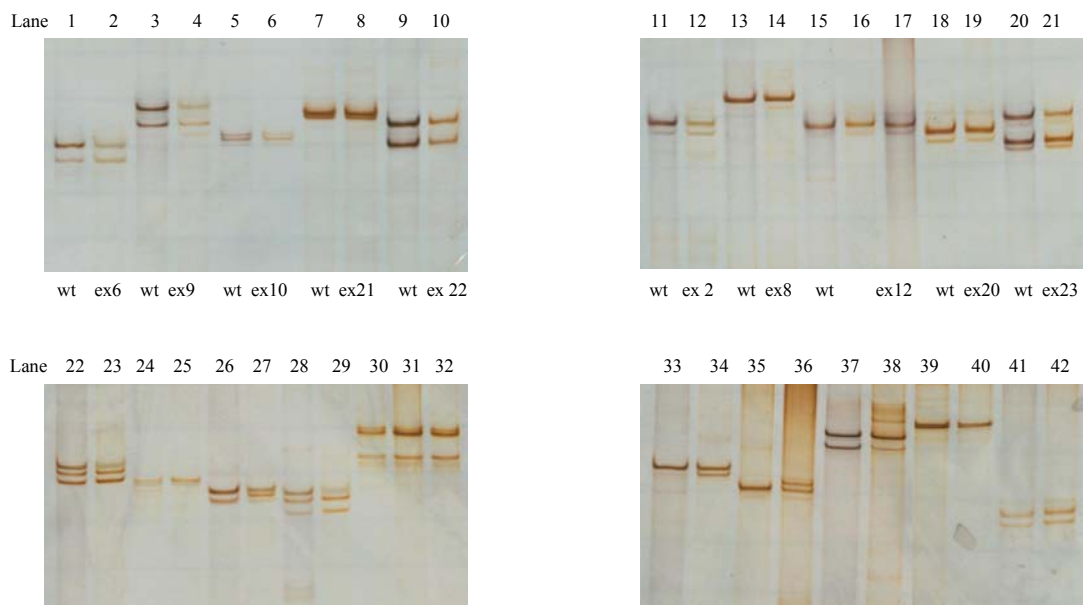 Lane 1 2 3 4 5 6 7 8 9 10
11 12 13 14 15 16 17 18 19 20 21
wt ex6 wt ex9 wt ex10 wt ex21 wt ex 22
wt ex 2 wt ex8 wt ex12 wt ex20 wt ex23
Lane 22 23 24 25 26 27 28 29 30 31 32
33 34 35 36 37 38 39 40 41 42